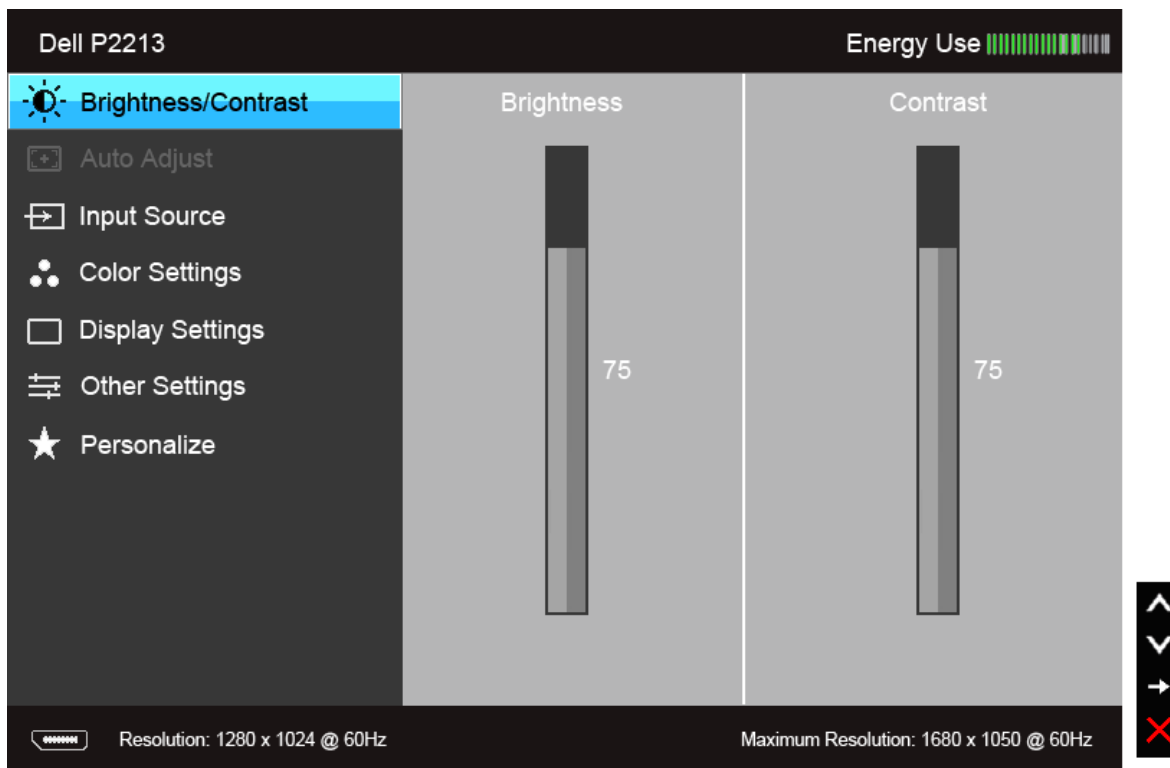 Dell P2213
Energy Use
Brightness/Contrast
Auto Adjust
Input Source
Color Settings
Display Settings
Other Settings
Personalize
Brightness
75
Contrast
75
Resolution: 1280 x 1024 @ 60Hz
Maximum Resolution: 1680 x 1050 @ 60Hz